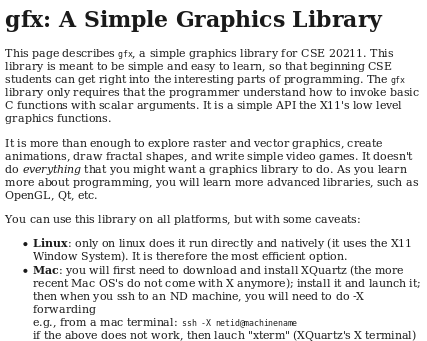 gfx: A Simple Graphics Library
This page describes gfx, a simple graphics library for CSE 20211. This
library is meant to be simple and easy to learn, so that beginning CSE
students can get right into the interesting parts of programming. The gfx
library only requires that the programmer understand how to invoke basic
C functions with scalar arguments. It is a simple API the X11's low level
graphics functions.
It is more than enough to explore raster and vector graphics, create
animations, draw fractal shapes, and write simple video games. It doesn't
do everything that you might want a graphics library to do. As you learn
more about programming, you will learn more advanced libraries, such as
OpenGL, Qt, etc.
You can use this library on all platforms, but with some caveats:
• Linux: only on linux does it run directly and natively (it uses the X11
Window System). It is therefore the most efficient option.
• Mac: you will first need to download and install XQuartz (the more
recent Mac OS's do not come with X anymore); install it and launch it;
then when you ssh to an ND machine, you will need to do -X
forwarding
e.g., from a mac terminal: ssh -X netid@machinename
if the above does not work, then lauch "xterm" (XQuartz's X terminal)